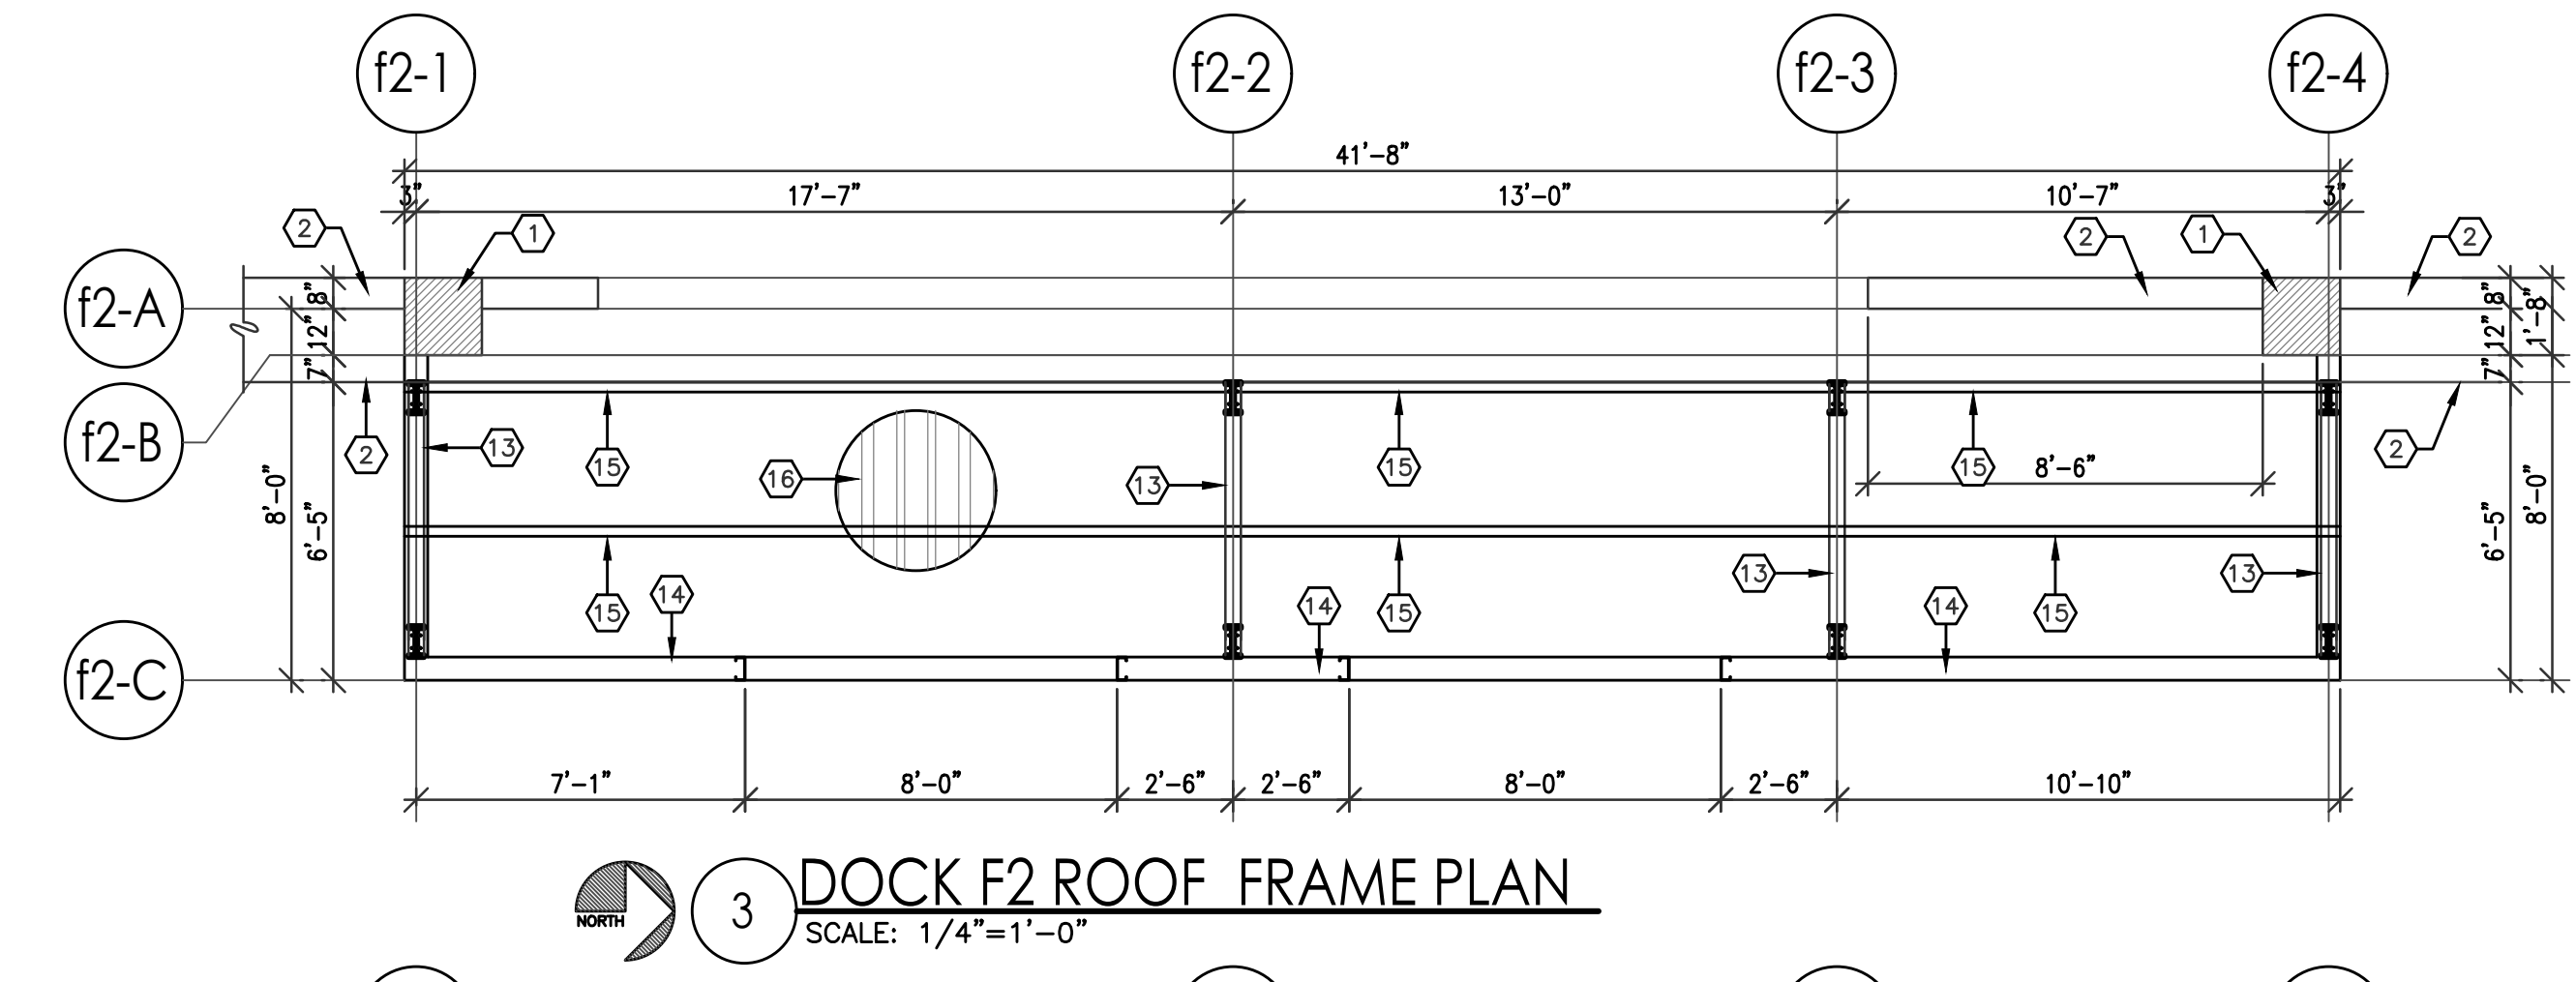 f2-1 f2-2 f2-3 f2-4
41'-8"
3" 17'-7" 13'-0" 10'-7" 3"
2 1 2 1 2
f2-A
8" 8"
12" 12" 1'-8"
7" 7"
f2-B
2 13 15 15 15 8'-6" 2
16 13
8'-0" 6'-5" 6'-5" 8'-0"
13 13
15 14 14 15 14 15
f2-C
7'-1" 8'-0" 2'-6" 2'-6" 8'-0" 2'-6" 10'-10"
NORTH
3
DOCK F2 ROOF FRAME PLAN
SCALE: 1/4"=1'-0"